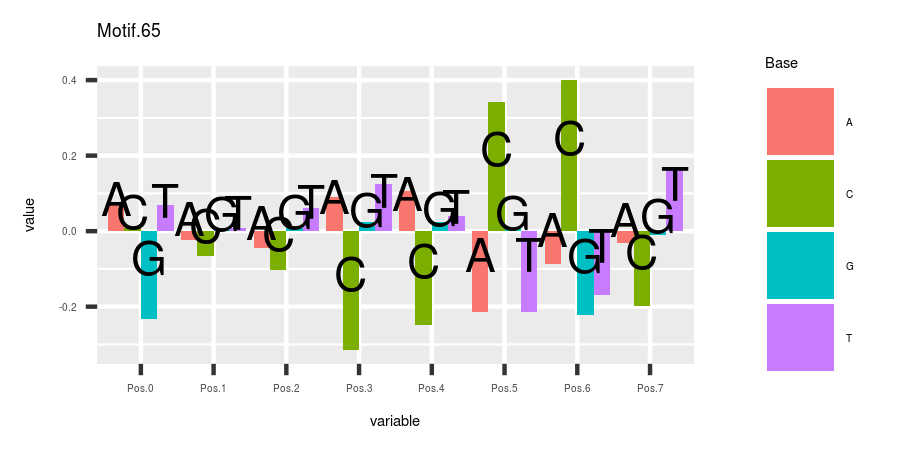 Motif.65
Base
0.4
0.2
0.0
-0.2
value
A C G T A C G T A C G T A C G T A C G T A C G T A C G T A C G T
Pos.0 Pos.1 Pos.2 Pos.3 Pos.4 Pos.5 Pos.6 Pos.7
variable
A
C
G
T